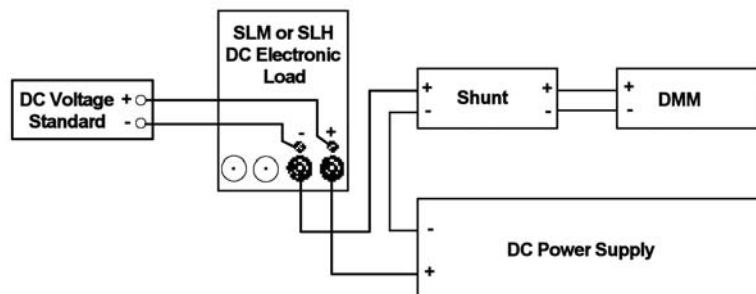 SLM or SLH
DC Electronic
Load
DC Voltage
Standard
+
-
-
+
+
-
Shunt
+
-
+
-
DMM
-
+
DC Power Supply